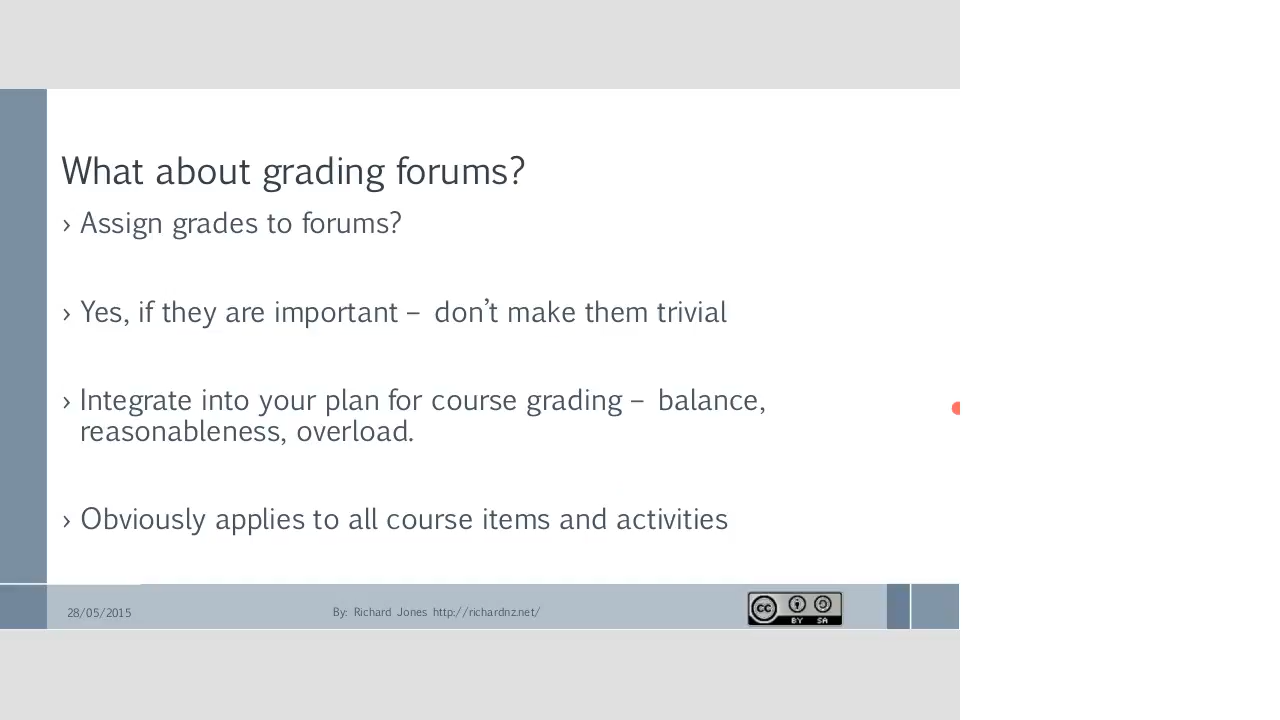 What about grading forums?
› Assign grades to forums?
› Yes, if they are important – don’t make them trivial
› Integrate into your plan for course grading – balance,
reasonableness, overload.
› Obviously applies to all course items and activities
28/05/2015
By: Richard Jones http://richardnz.net/
cc
BY SA